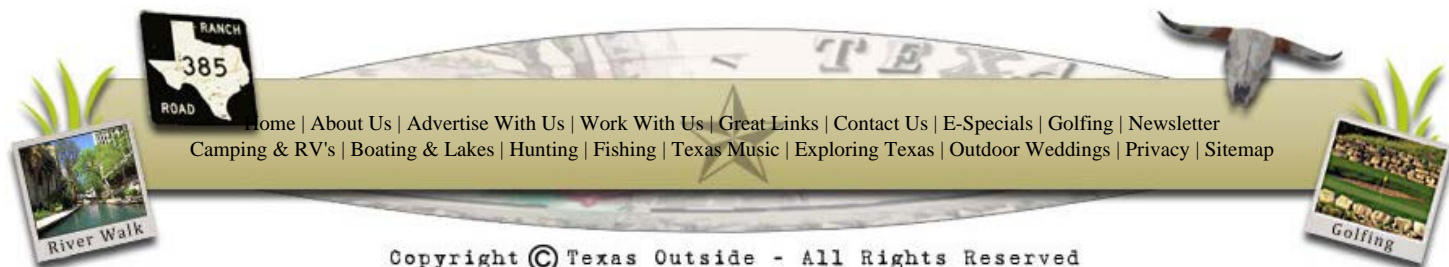 RANCH
385
ROAD
TEXA
Home | About Us | Advertise With Us | Work With Us | Great Links | Contact Us | E-Specials | Golfing | Newsletter
Camping & RV's | Boating & Lakes | Hunting | Fishing | Texas Music | Exploring Texas | Outdoor Weddings | Privacy | Sitemap
River Walk
Golfing
Copyright © Texas Outside - All Rights Reserved